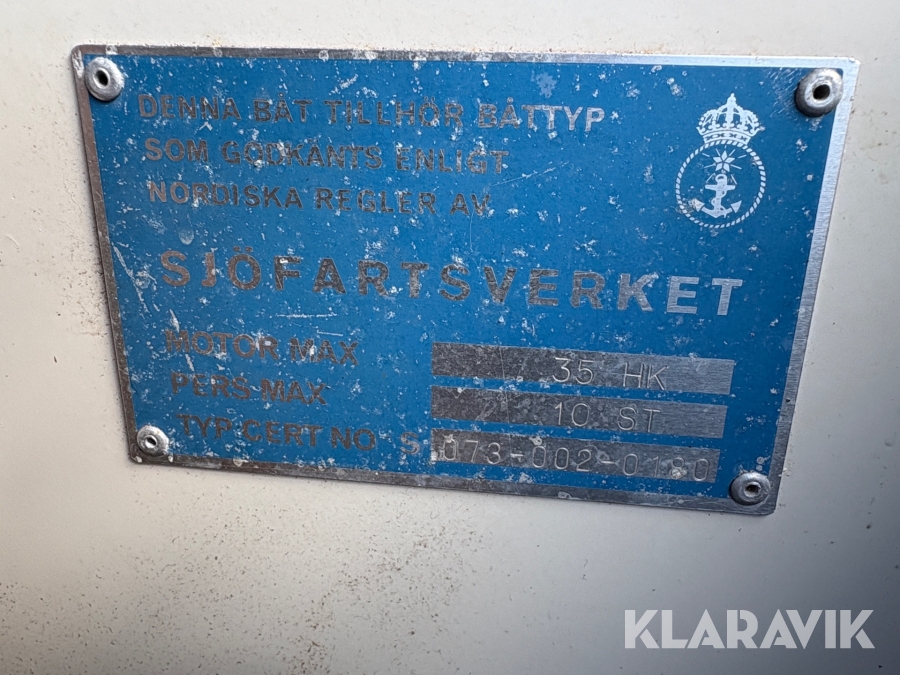 DENNA BÅT TILLHÖR BÅTTYP
SOM GODKÄNTS ENLIGT
NORDISKA REGLER AV
SJÖFARTSVERKET
MOTOR MAX 35 HK
PERS MAX 10 ST
TYP CERT NO S 073-002-0180
KLARAVIK